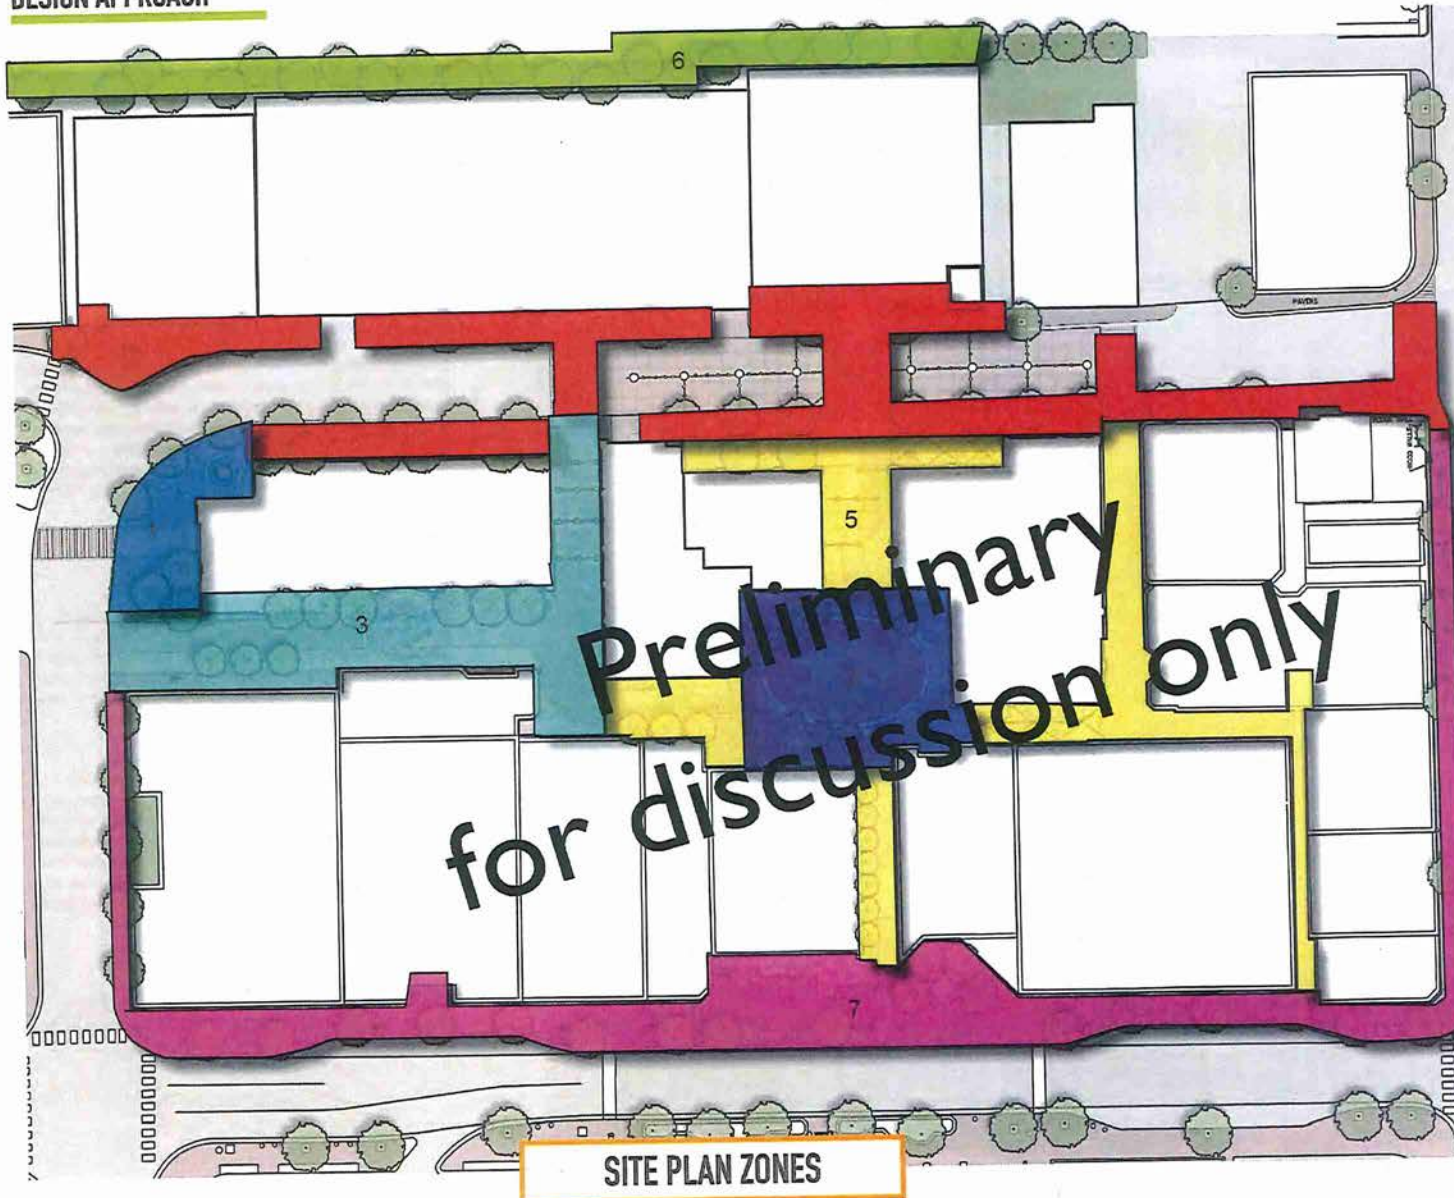 DESIGN APPROACH
6
PAVERS
5
3
Preliminary
for discussion only
7
SITE PLAN ZONES